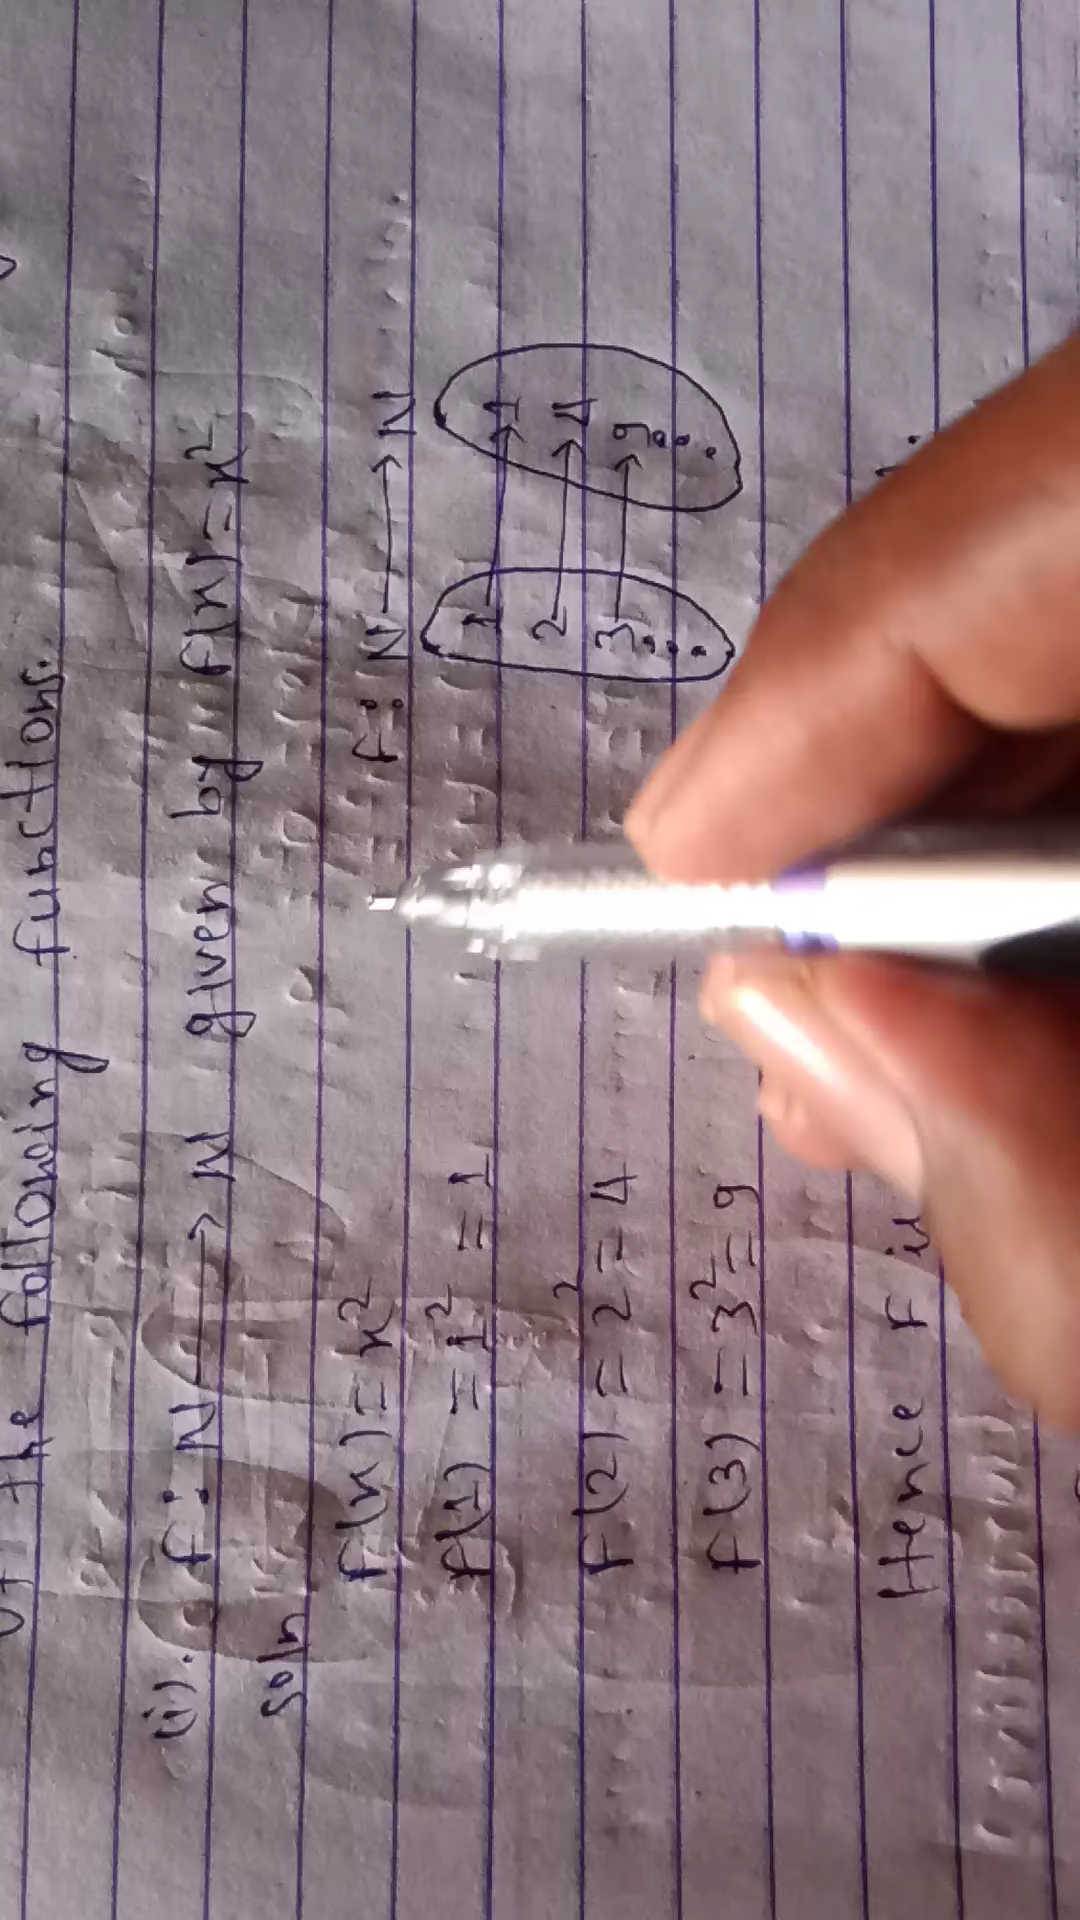 of the following functions.
(i). f : N → N given by f(x) = x²
soln
f(x) = x² f : N → N
f(1) = 1² = 1 1 → 1
f(2) = 2² = 4 2 → 4
f(3) = 3² = 9 3 → 9
Hence f is